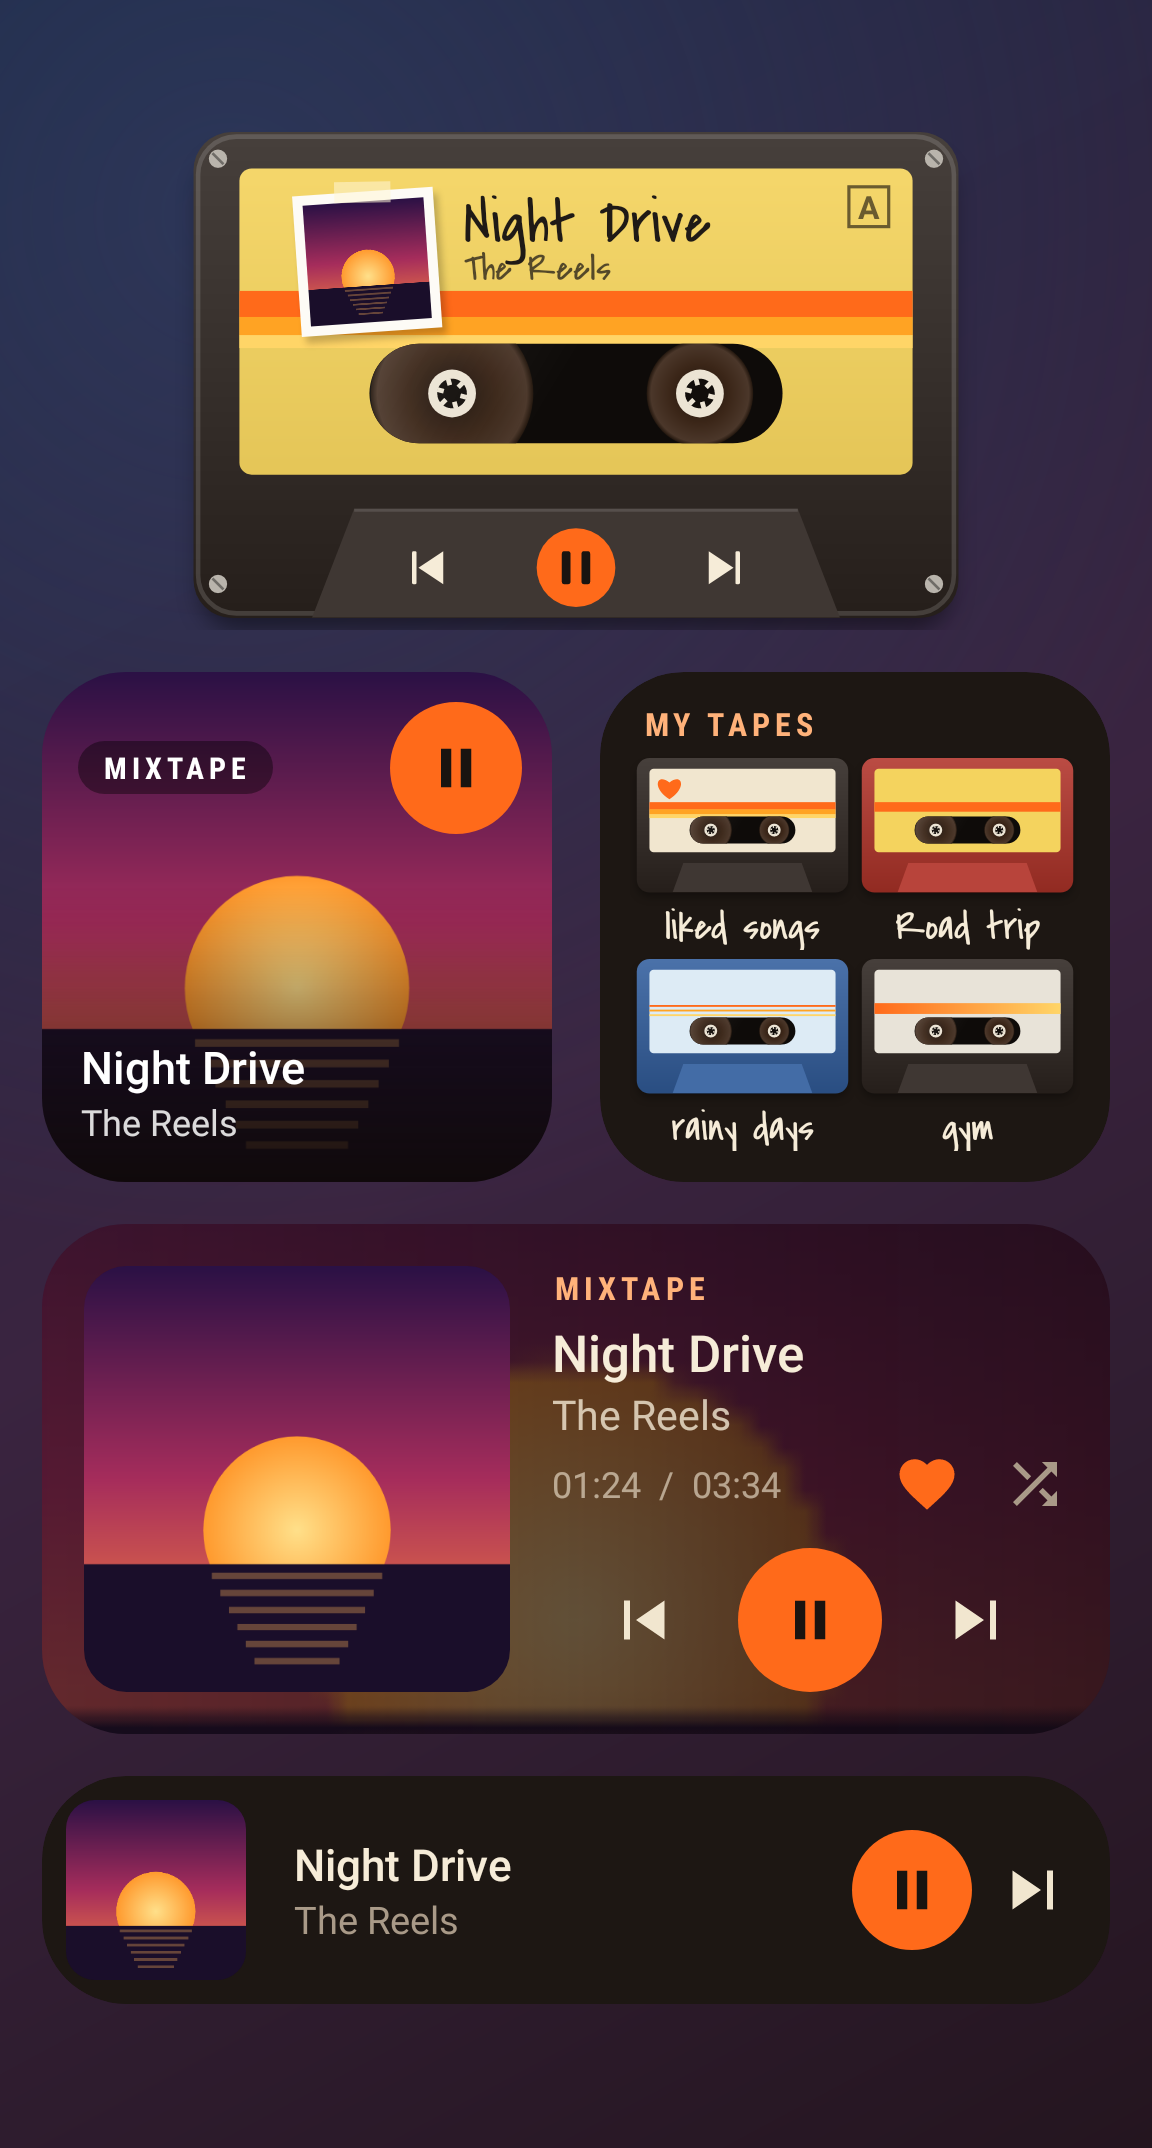 Night Drive
A
The Reels
MIXTAPE
Night Drive
The Reels
MY TAPES
liked songs
Road trip
rainy days
gym
MIXTAPE
Night Drive
The Reels
01:24 / 03:34
Night Drive
The Reels